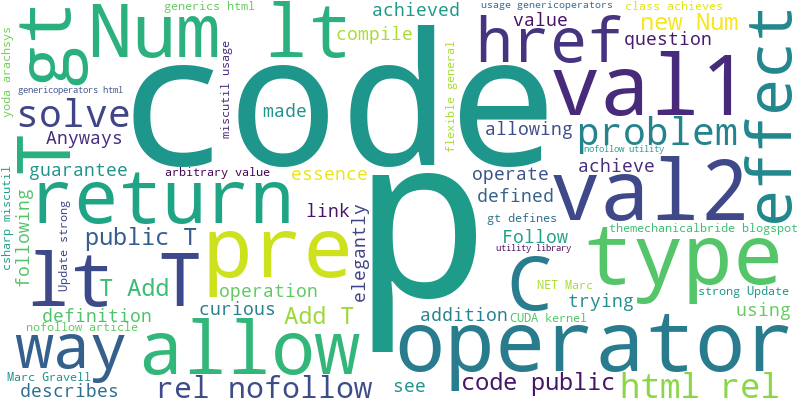 generics html
achieved
usage genericoperators
class achieves
yoda arachsys
gt
Num
lt
compile
href
value
new Num
question
effect
code
val1
genericoperators html
miscutil usage
flexible general
solve
made
allowing
problem
Anyways
nofollow utility
T
guarantee
arbitrary value
essence
operate
achieve
return
p
defined
val2
csharp miscutil
following
Update strong
link
elegantly
gt defines
public T
pre
Follow
type
themechanicalbride blogspot
utility library
lt T
T Add
operation
C
NET Marc
strong Update
definition
curious
Add T
addition
trying
using
nofollow article
CUDA kernel
way
allow
operator
Marc Gravell
describes
rel nofollow
see
code public
html rel